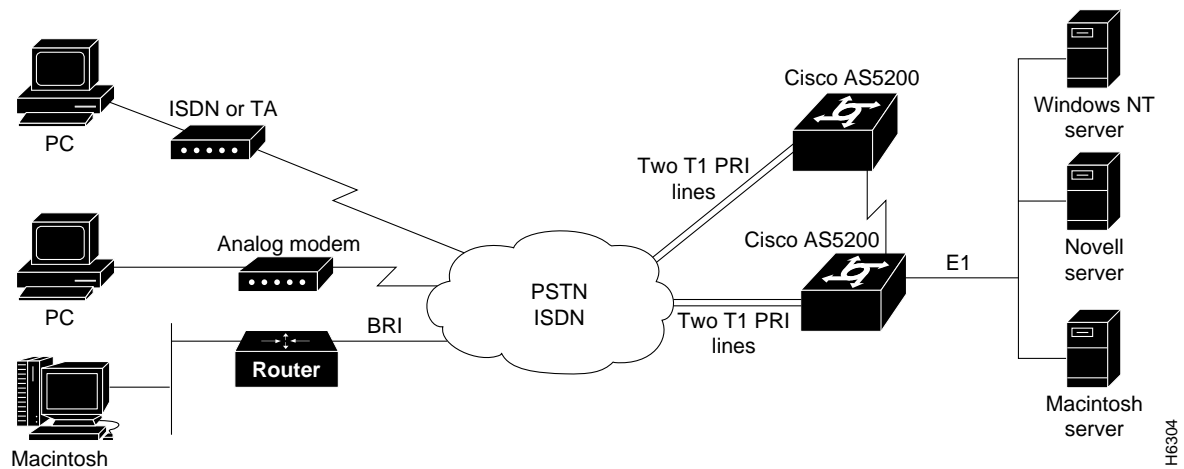 PC
ISDN or TA
PC
Analog modem
Macintosh
Router
BRI
PSTN
ISDN
Two T1 PRI
lines
Cisco AS5200
Cisco AS5200
Two T1 PRI
lines
E1
Windows NT
server
Novell
server
Macintosh
server
H6304